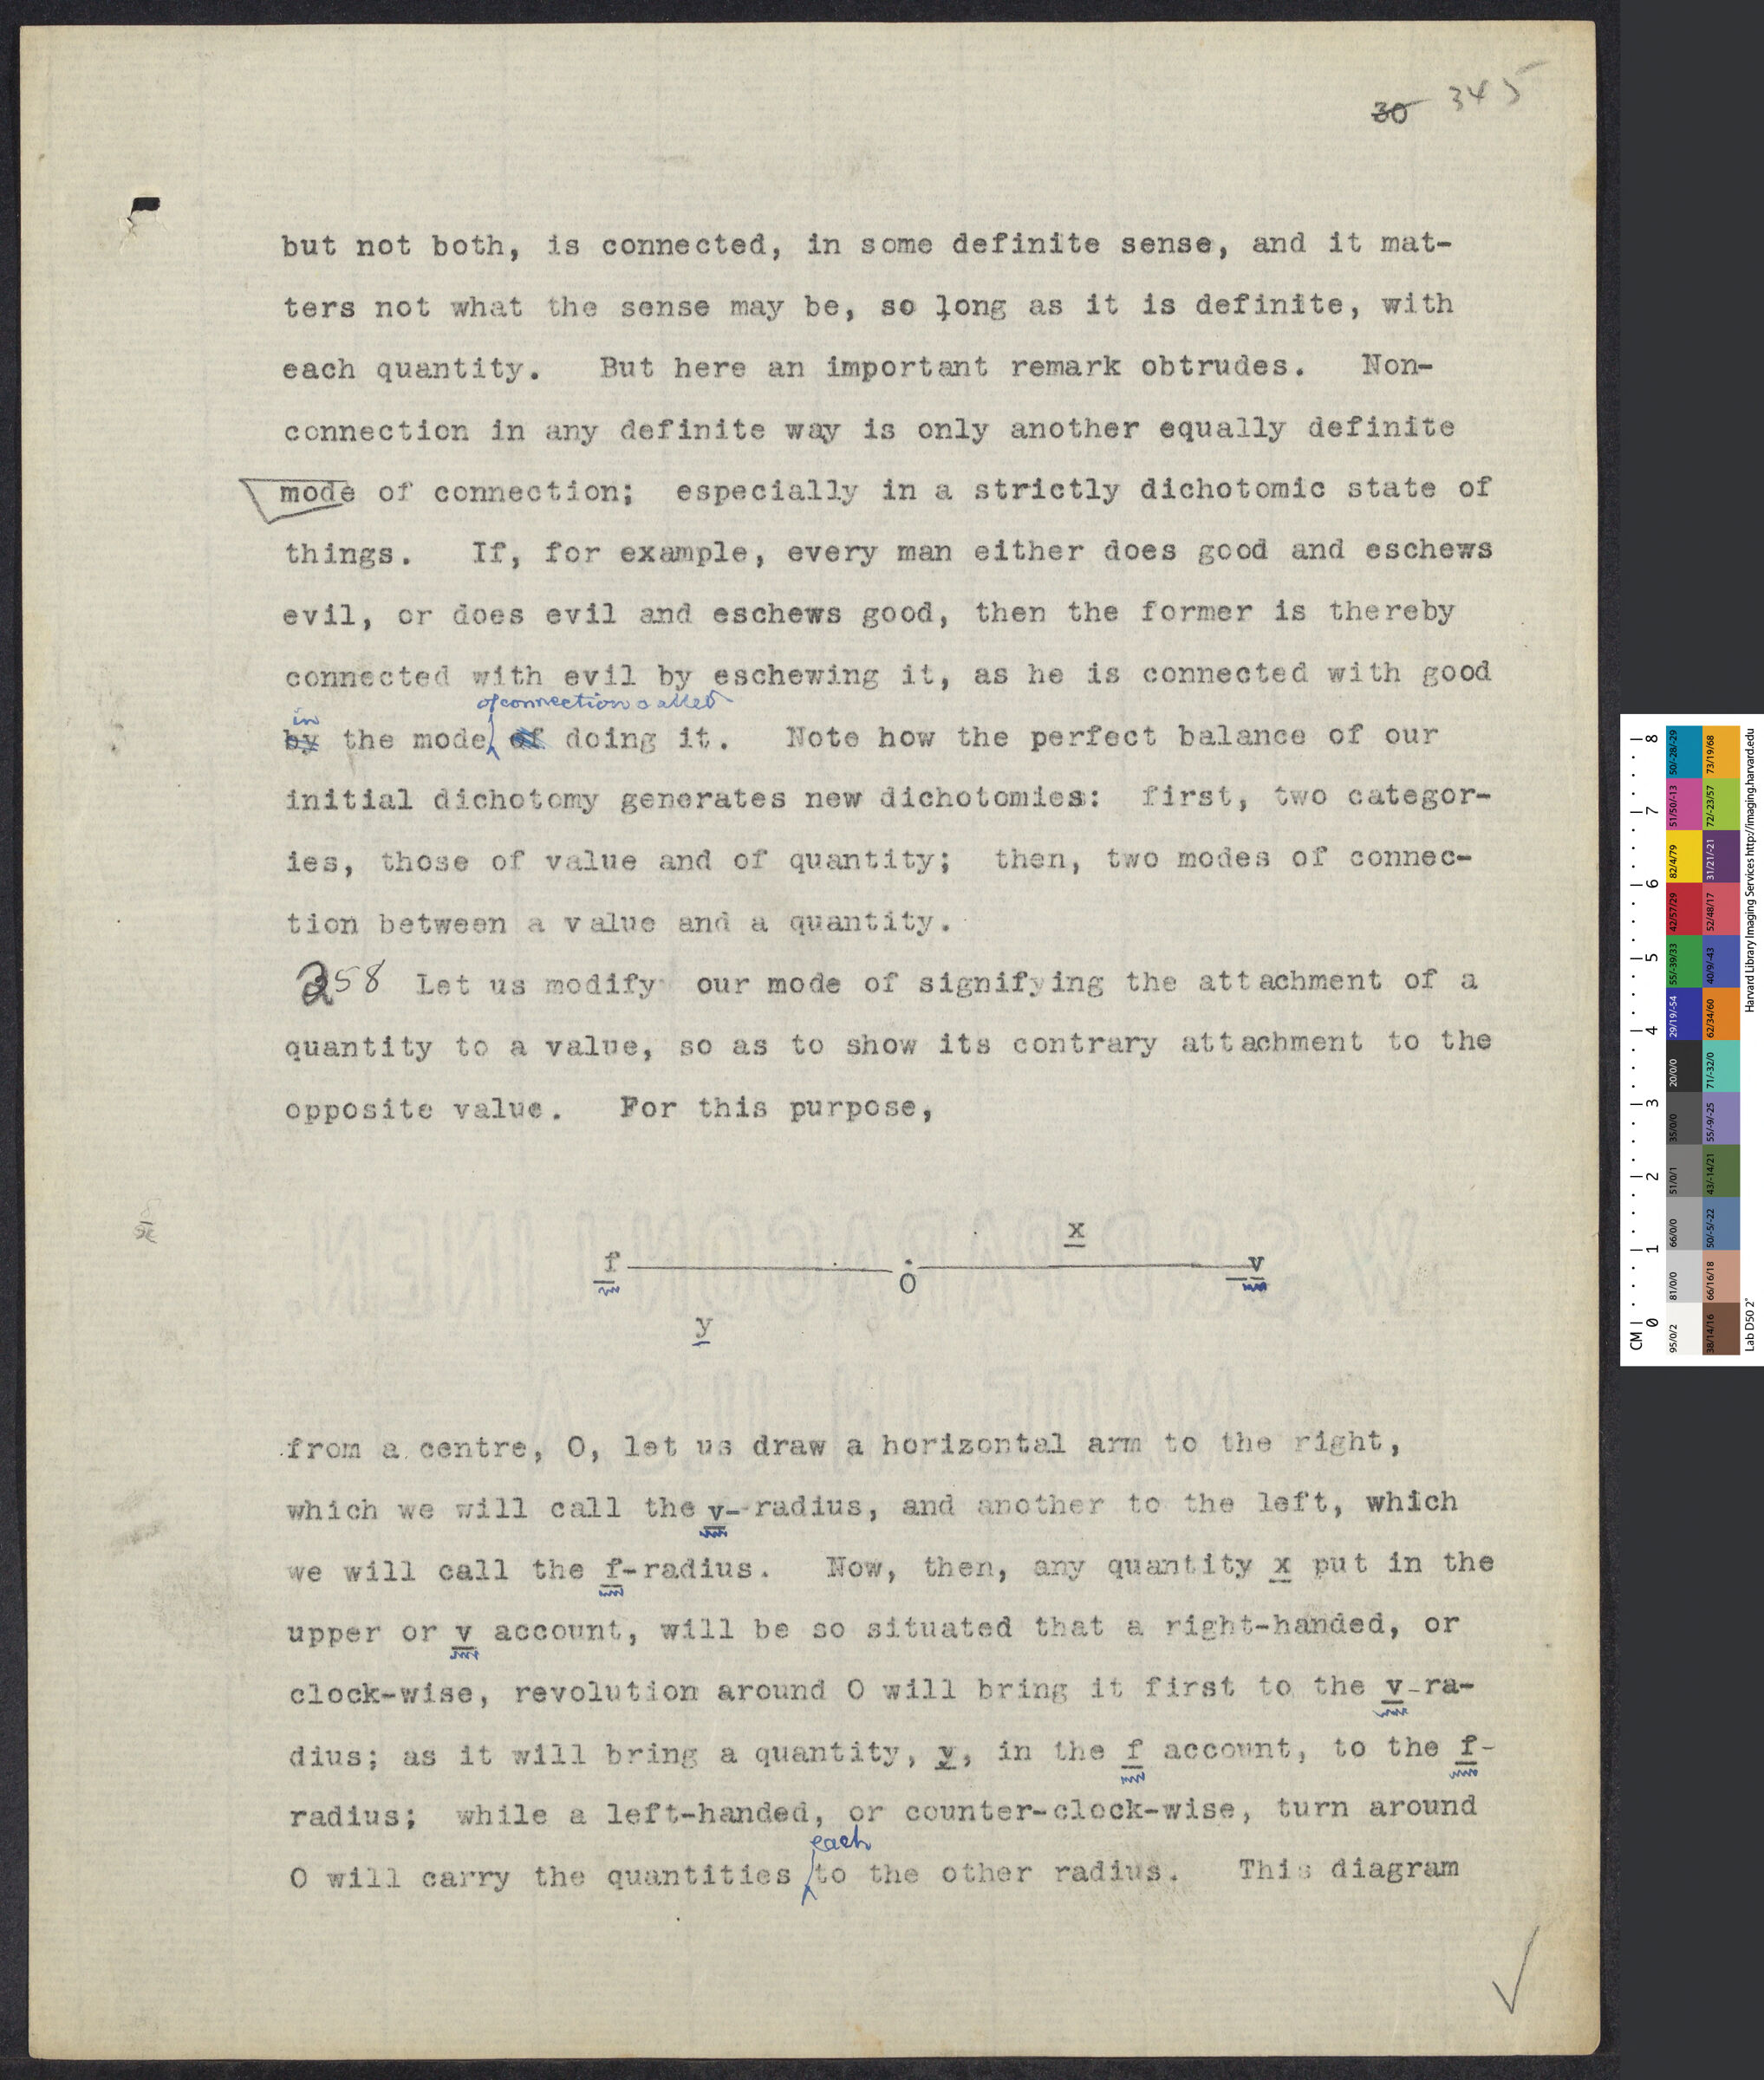 30 345
but not both, is connected, in some definite sense, and it mat-
ters not what the sense may be, so long as it is definite, with
each quantity. But here an important remark obtrudes. Non-
connection in any definite way is only another equally definite
mode of connection; especially in a strictly dichotomic state of
things. If, for example, every man either does good and eschews
evil, or does evil and eschews good, then the former is thereby
connected with evil by eschewing it, as he is connected with good
of connection called
in
by the mode of doing it. Note how the perfect balance of our
initial dichotomy generates new dichotomies: first, two categor-
ies, those of value and of quantity; then, two modes of connec-
tion between a value and a quantity.
258 Let us modify our mode of signifying the attachment of a
quantity to a value, so as to show its contrary attachment to the
opposite value. For this purpose,
x
f O v
y
from a centre, O, let us draw a horizontal arm to the right,
which we will call the v-radius, and another to the left, which
we will call the f-radius. Now, then, any quantity x put in the
upper or v account, will be so situated that a right-handed, or
clock-wise, revolution around O will bring it first to the v-ra-
dius; as it will bring a quantity, y, in the f account, to the f-
radius; while a left-handed, or counter-clock-wise, turn around
each
O will carry the quantities to the other radius. This diagram
CM 0 1 2 3 4 5 6 7 8
95/0/2 81/0/0 66/0/0 51/0/1 35/0/0 20/0/0 29/19/-54 55/-39/33 42/57/29 82/4/79 51/50/-13 50/-28/-29
38/14/16 66/16/18 50/-5/-22 43/-14/21 55/-9/-25 71/-32/0 62/34/60 40/9/-43 52/48/17 31/21/-21 72/-23/57 73/19/68
Lab D50 2° Harvard Library Imaging Services http://imaging.harvard.edu